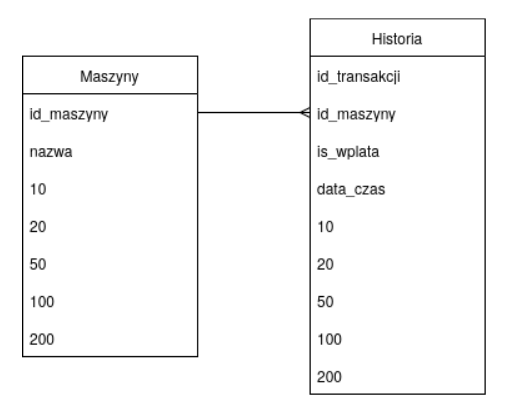 Maszyny
id_maszyny
nazwa
10
20
50
100
200
Historia
id_transakcji
id_maszyny
is_wplata
data_czas
10
20
50
100
200